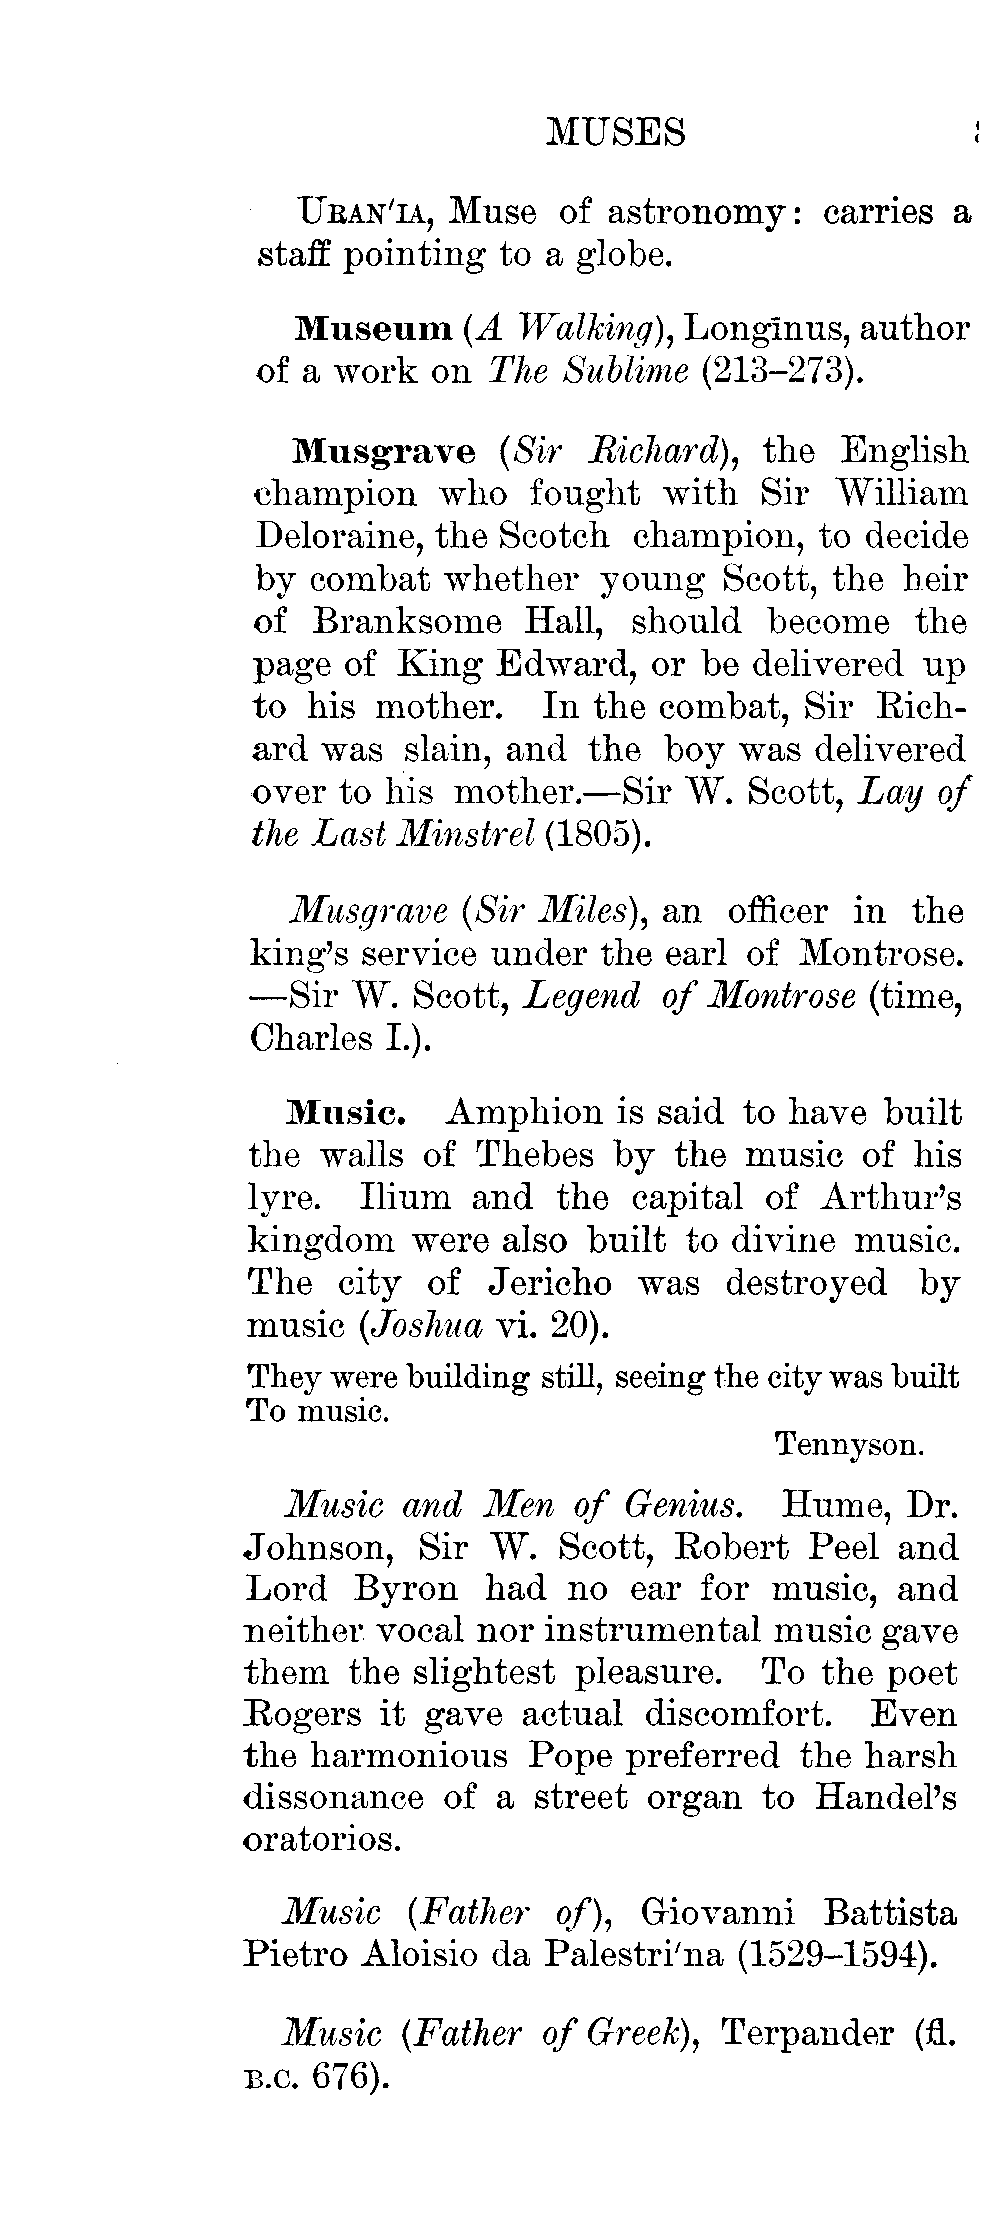 MUSES
URAN'IA, Muse of astronomy: carries a
staff pointing to a globe.
Museum (A Walking), Longīnus, author
of a work on The Sublime (213–273).
Musgrave (Sir Richard), the English
champion who fought with Sir William
Deloraine, the Scotch champion, to decide
by combat whether young Scott, the heir
of Branksome Hall, should become the
page of King Edward, or be delivered up
to his mother. In the combat, Sir Rich-
ard was slain, and the boy was delivered
over to his mother.—Sir W. Scott, Lay of
the Last Minstrel (1805).
Musgrave (Sir Miles), an officer in the
king's service under the earl of Montrose.
—Sir W. Scott, Legend of Montrose (time,
Charles I.).
Music. Amphion is said to have built
the walls of Thebes by the music of his
lyre. Ilium and the capital of Arthur's
kingdom were also built to divine music.
The city of Jericho was destroyed by
music (Joshua vi. 20).
They were building still, seeing the city was built
To music.
Tennyson.
Music and Men of Genius. Hume, Dr.
Johnson, Sir W. Scott, Robert Peel and
Lord Byron had no ear for music, and
neither vocal nor instrumental music gave
them the slightest pleasure. To the poet
Rogers it gave actual discomfort. Even
the harmonious Pope preferred the harsh
dissonance of a street organ to Handel's
oratorios.
Music (Father of), Giovanni Battista
Pietro Aloisio da Palestri'na (1529–1594).
Music (Father of Greek), Terpander (fl.
B.C. 676).